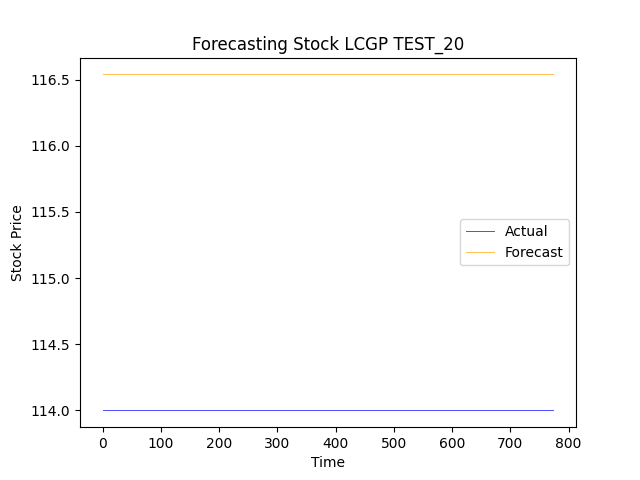 Forecasting Stock LCGP TEST_20
116.5
116.0
115.5
115.0
114.5
114.0
Stock Price
Actual
Forecast
0 100 200 300 400 500 600 700 800
Time